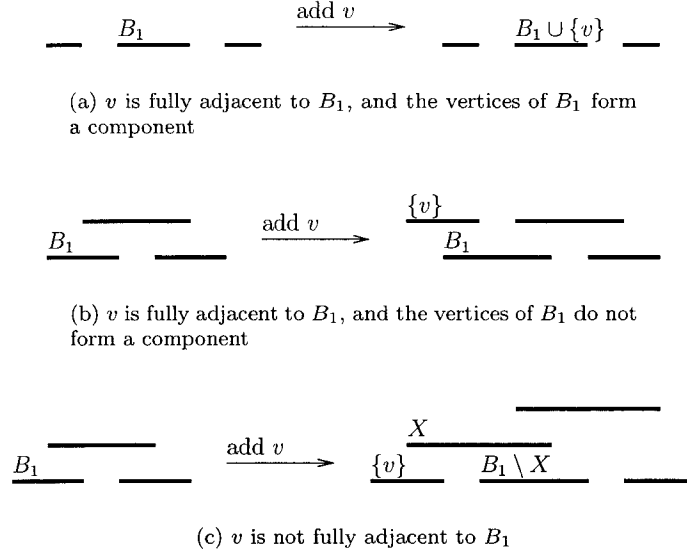 B₁ add v B₁ ∪ {v}
(a) v is fully adjacent to B₁, and the vertices of B₁ form
a component
{v}
B₁ add v B₁
(b) v is fully adjacent to B₁, and the vertices of B₁ do not
form a component
X
B₁ add v {v} B₁ \ X
(c) v is not fully adjacent to B₁